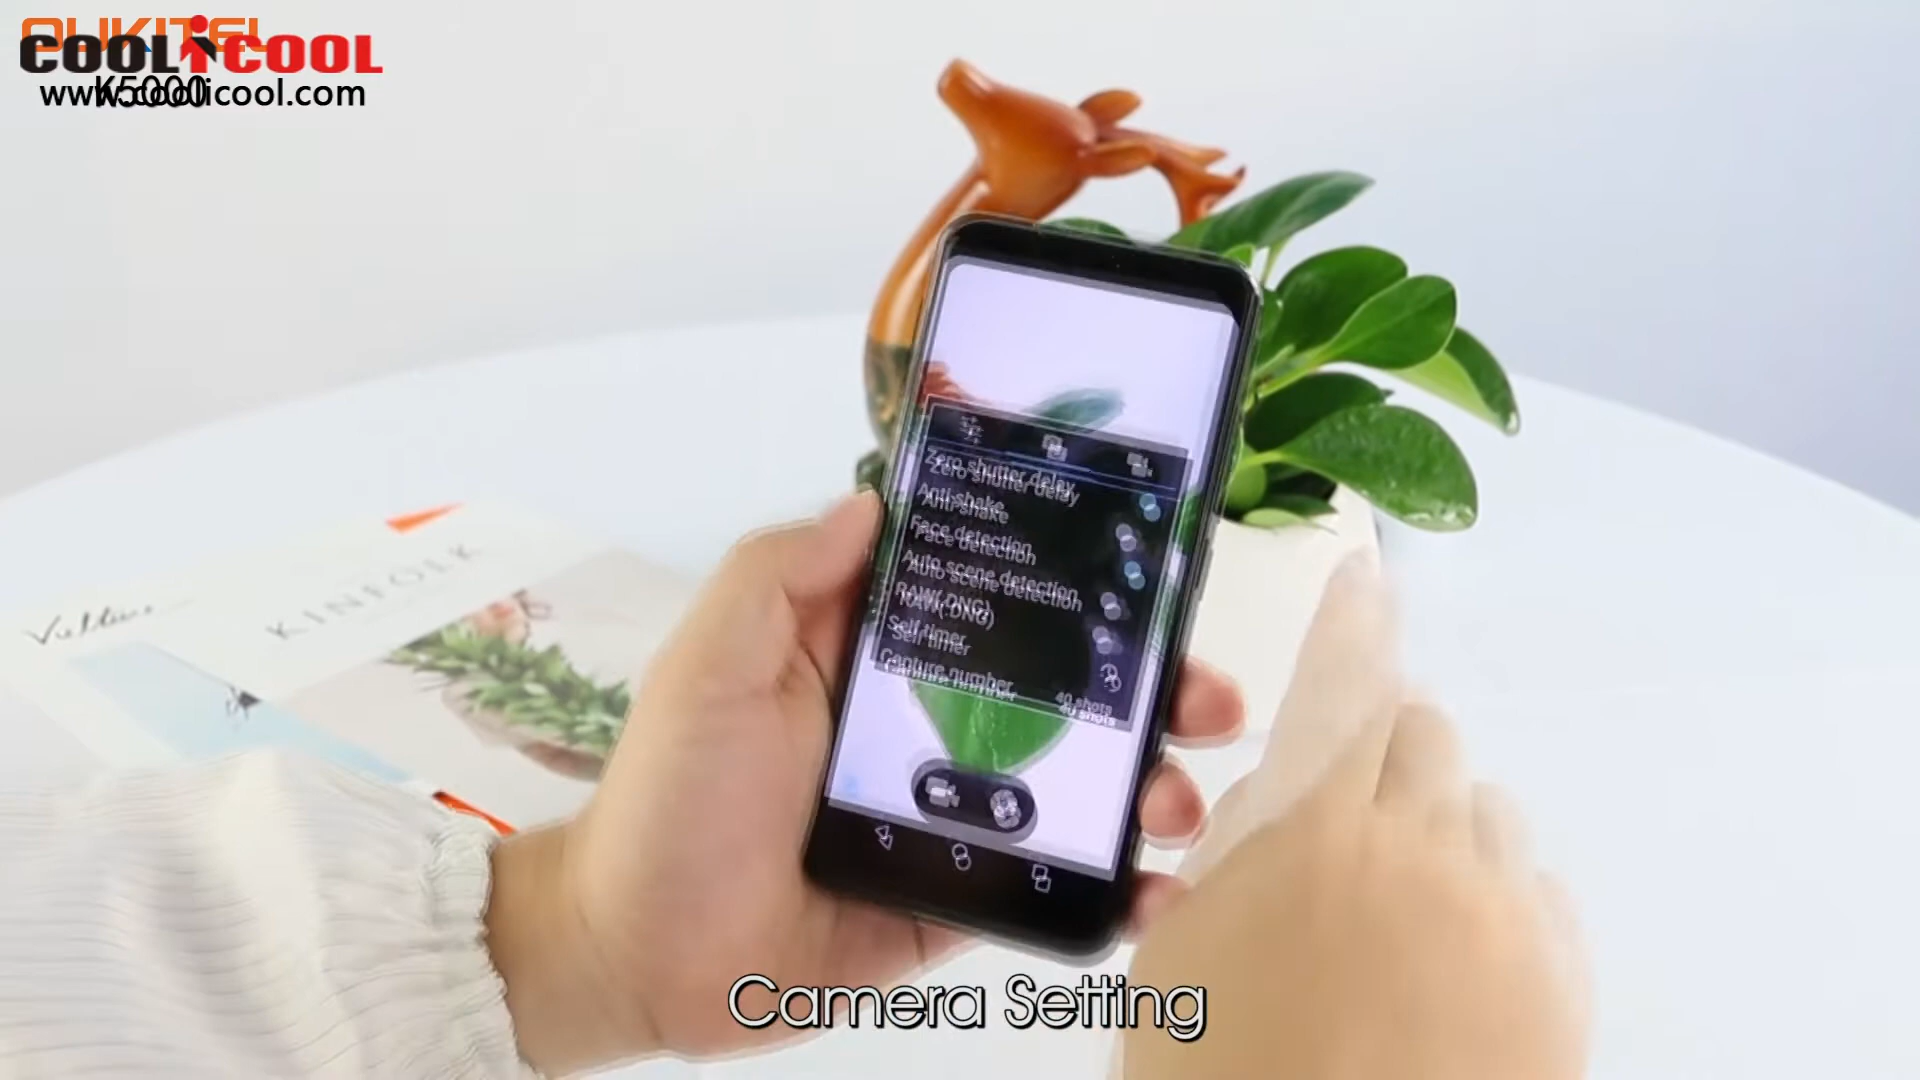 OUKITEL
COOLiCOOL
K5000
www.coolicool.com
Zero shutter delay
Anti-shake
Face detection
Auto scene detection
RAW(.DNG)
Self timer
Capture number
40 shots
KINFOLK
Camera Setting